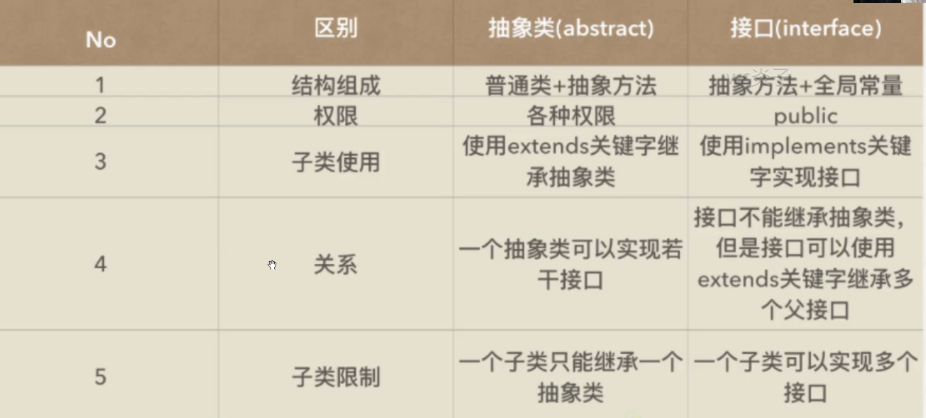 No 区别 抽象类(abstract) 接口(interface)
1 结构组成 普通类+抽象方法 抽象方法+全局常量
2 权限 各种权限 public
3 子类使用 使用extends关键字继
承抽象类 使用implements关键
字实现接口
4 关系 一个抽象类可以实现若
干接口 接口不能继承抽象类，
但是接口可以使用
extends关键字继承多
个父接口
5 子类限制 一个子类只能继承一个
抽象类 一个子类可以实现多个
接口